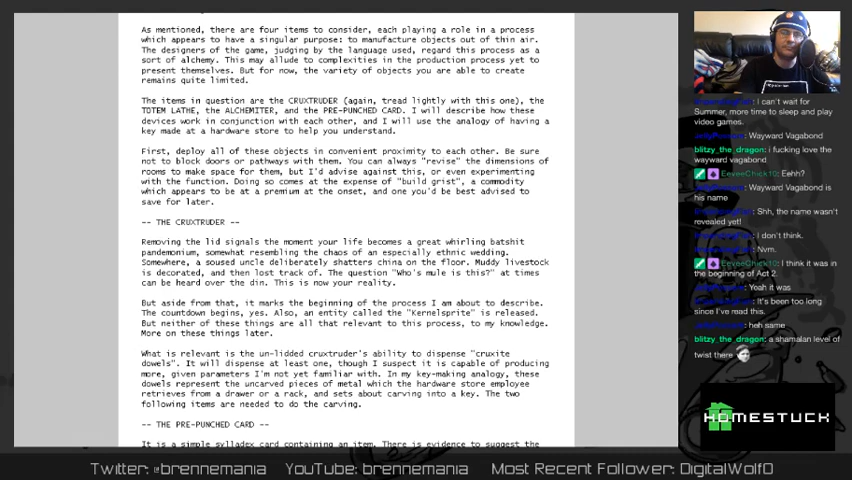 As mentioned, there are four items to consider, each playing a role in a process
which appears to have a singular purpose: to manufacture objects out of thin air.
The designers of the game, judging by the language used, regard this process as a
sort of alchemy. This may allude to complexities in the production process yet to
present themselves. But for now, the variety of objects you are able to create
remains quite limited.
The items in question are the CRUXTRUDER (again, tread lightly with this one), the
TOTEM LATHE, the ALCHEMITER, and the PRE-PUNCHED CARD. I will describe how these
devices work in conjunction with each other, and I will use the analogy of having a
key made at a hardware store to help you understand.
First, deploy all of these objects in convenient proximity to each other. Be sure
not to block doors or pathways with them. You can always "revise" the dimensions of
rooms to make space for them, but I'd advise against this, or even experimenting
with the function. Doing so comes at the expense of "build grist", a commodity
which appears to be at a premium at the onset, and one you'd be best advised to
save for later.
-- THE CRUXTRUDER --
Removing the lid signals the moment your life becomes a great whirling batshit
pandemonium, somewhat resembling the chaos of an especially ethnic wedding.
Somewhere, a soused uncle deliberately shatters china on the floor. Muddy livestock
is decorated, and then lost track of. The question "Who's mule is this?" at times
can be heard over the din. This is now your reality.
But aside from that, it marks the beginning of the process I am about to describe.
The countdown begins, yes. Also, an entity called the "Kernelsprite" is released.
But neither of these things are all that relevant to this process, to my knowledge.
More on these things later.
What is relevant is the un-lidded cruxtruder's ability to dispense "cruxite
dowels". It will dispense at least one, though I suspect it is capable of producing
more, given parameters I'm not yet familiar with. In my key-making analogy, these
dowels represent the uncarved pieces of metal which the hardware store employee
retrieves from a drawer or a rack, and sets about carving into a key. The two
following items are needed to do the carving.
-- THE PRE-PUNCHED CARD --
It is a simple sylladex card containing an item. There is evidence to suggest the
I can't wait for
Summer, more time to sleep and play
video games.
Wayward Vagabond
blitzy_the_dragon: i fucking love the
wayward vagabond
EeveeChick10: Eehh?
Wayward Vagabond is
his name
Shh, the name wasn't
revealed yet!
I don't think.
Nvm.
EeveeChick10: I think it was in
the beginning of Act 2.
Yeah it was
It's been too long
since I've read this.
heh same
blitzy_the_dragon: a shamalan level of
twist there
HOMESTUCK
Twitter: @brennemania YouTube: brennemania Most Recent Follower: DigitalWolf0